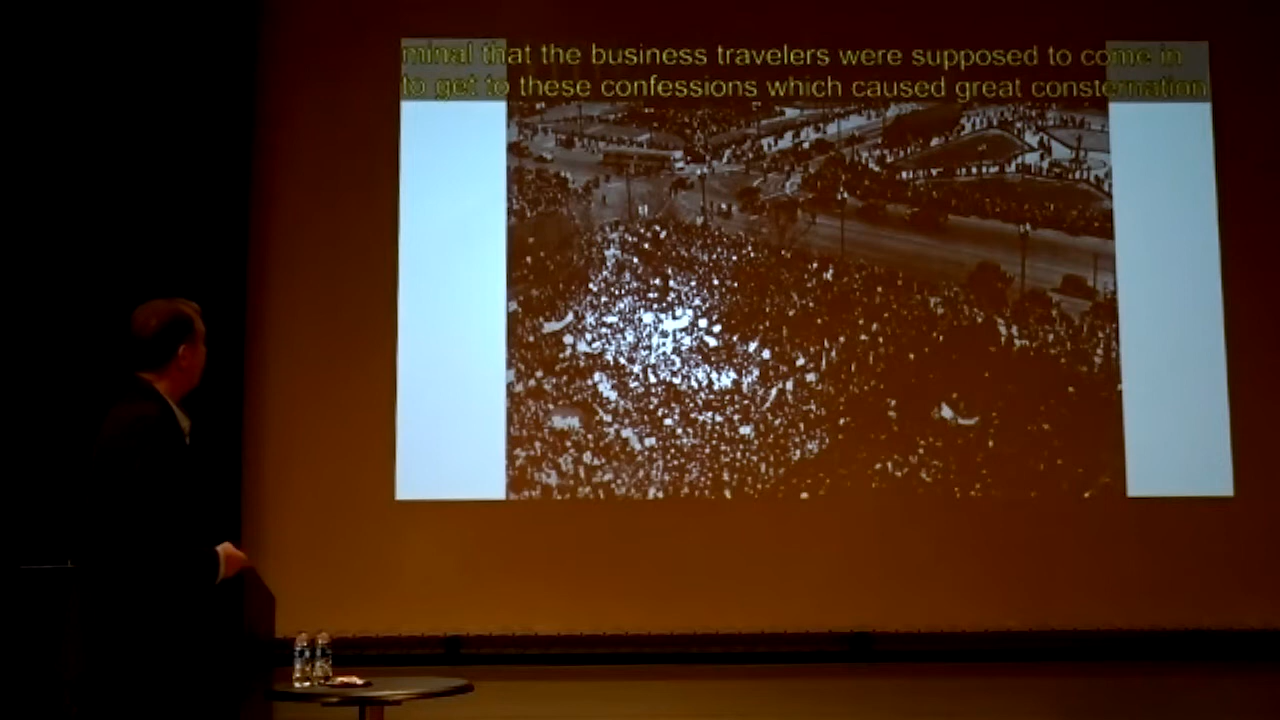 minal that the business travelers were supposed to come in
to get to these confessions which caused great consternation